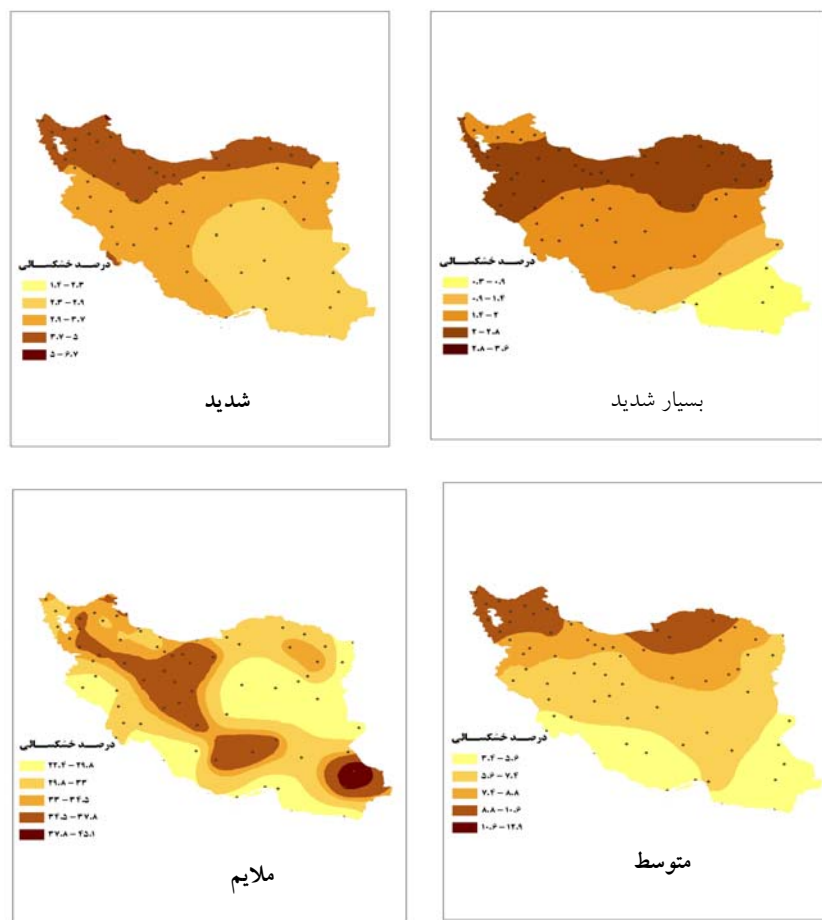 درصد خشکسالی
۰.۳ – ۰.۹
۰.۹ – ۱.۴
۱.۴ – ۲
۲ – ۲.۸
۲.۸ – ۳.۶
بسیار شدید
درصد خشکسالی
۱.۴ – ۲.۳
۲.۳ – ۲.۹
۲.۹ – ۳.۷
۳.۷ – ۵
۵ – ۶.۷
شدید
درصد خشکسالی
۳.۴ – ۵.۶
۵.۶ – ۷.۴
۷.۴ – ۸.۸
۸.۸ – ۱۰.۶
۱۰.۶ – ۱۲.۹
متوسط
درصد خشکسالی
۲۲.۴ – ۲۹.۸
۲۹.۸ – ۳۳
۳۳ – ۳۴.۵
۳۴.۵ – ۳۷.۸
۳۷.۸ – ۴۵.۱
ملایم